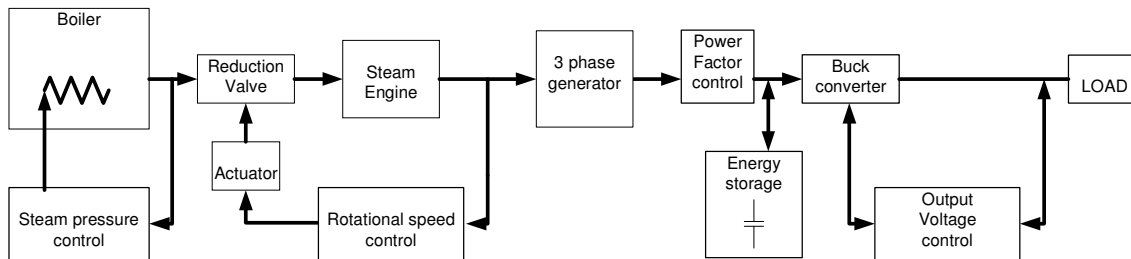 Boiler
Reduction
Valve
Steam
Engine
3 phase
generator
Power
Factor
control
Buck
converter
LOAD
Actuator
Energy
storage
Steam pressure
control
Rotational speed
control
Output
Voltage
control